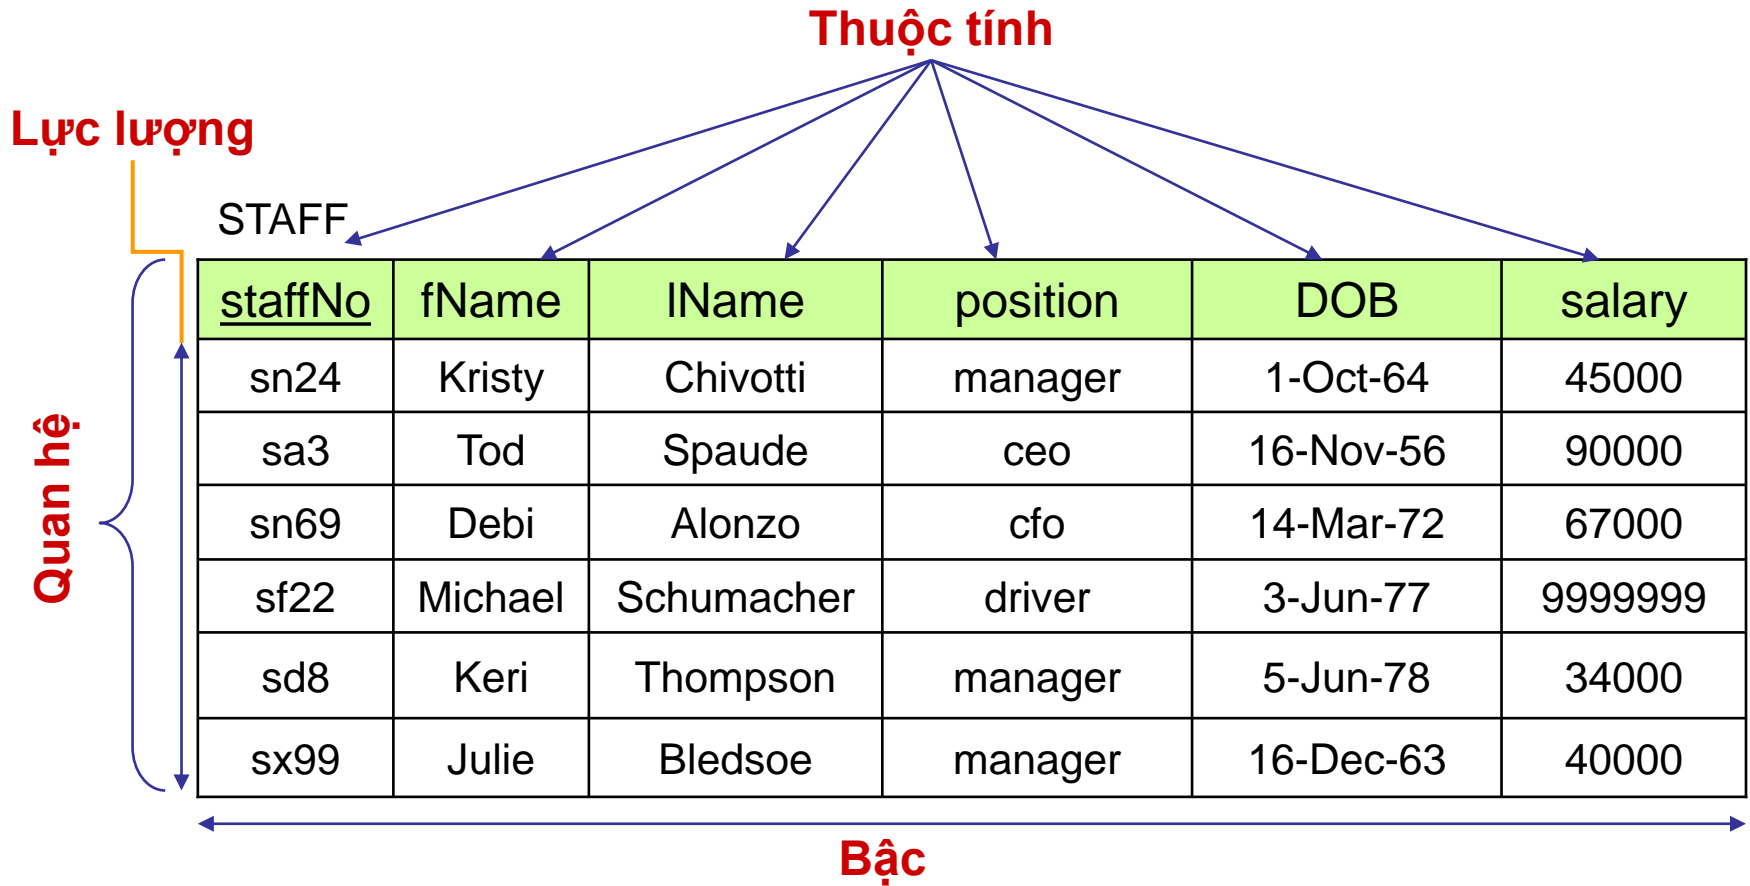 Thuộc tính
Lực lượng
STAFF
staffNo fName lName position DOB salary
sn24 Kristy Chivotti manager 1-Oct-64 45000
sa3 Tod Spaude ceo 16-Nov-56 90000
sn69 Debi Alonzo cfo 14-Mar-72 67000
sf22 Michael Schumacher driver 3-Jun-77 9999999
sd8 Keri Thompson manager 5-Jun-78 34000
sx99 Julie Bledsoe manager 16-Dec-63 40000
Quan hệ
Bậc